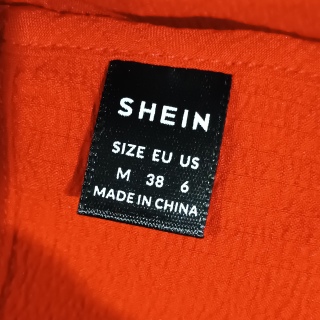 SHEIN
SIZE EU US
M 38 6
MADE IN CHINA